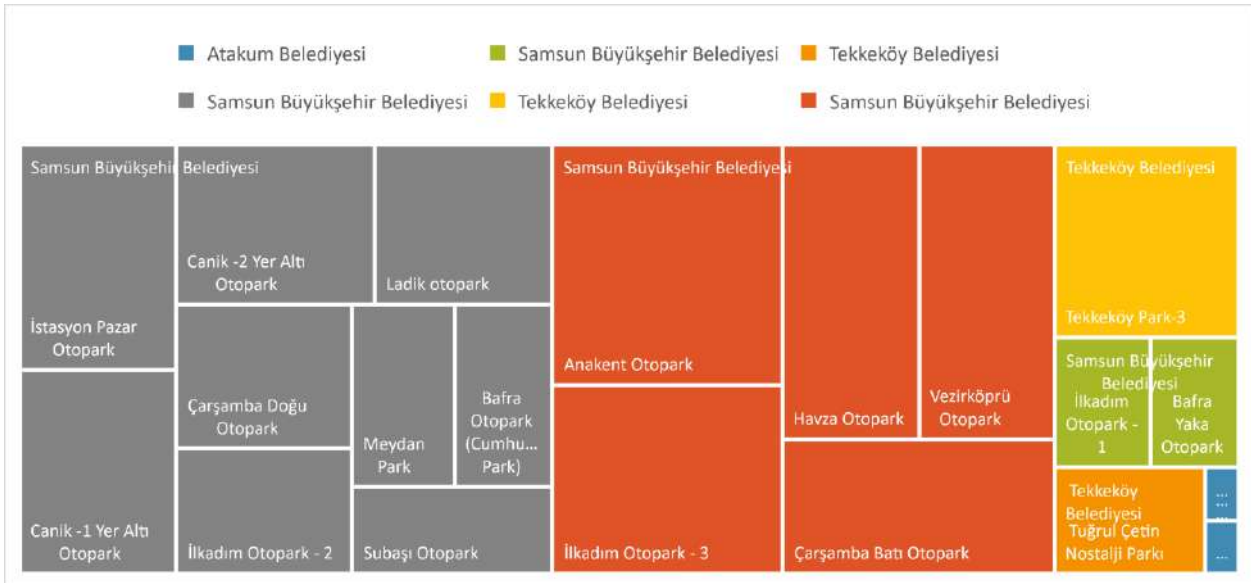 Atakum Belediyesi
Samsun Büyükşehir Belediyesi
Tekkeköy Belediyesi
Samsun Büyükşehir Belediyesi
Tekkeköy Belediyesi
Samsun Büyükşehir Belediyesi
Samsun Büyükşehir Belediyesi
İstasyon Pazar
Otopark
Canik -1 Yer Altı
Otopark
Canik -2 Yer Altı
Otopark
Ladik otopark
Çarşamba Doğu
Otopark
İlkadım Otopark - 2
Meydan
Park
Bafra
Otopark
(Cumhu...
Park)
Subaşı Otopark
Samsun Büyükşehir Belediyesi
Anakent Otopark
İlkadım Otopark - 3
Havza Otopark
Vezirköprü
Otopark
Çarşamba Batı Otopark
Tekkeköy Belediyesi
Tekkeköy Park-3
Samsun Büyükşehir
Belediyesi
İlkadım
Otopark -
1
Bafra
Yaka
Otopark
Tekkeköy
Belediyesi
Tuğrul Çetin
Nostalji Parkı
...
...
...
...